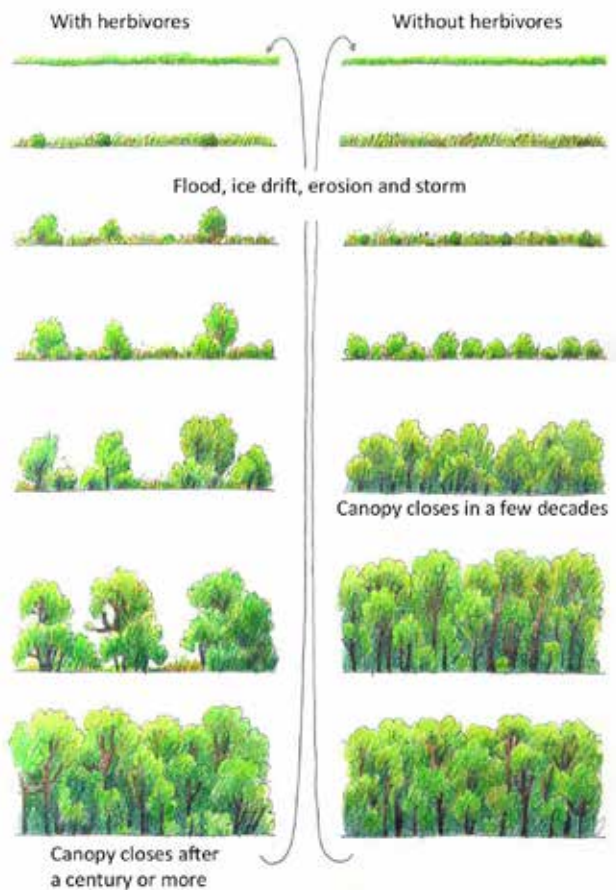 With herbivores
Without herbivores
Flood, ice drift, erosion and storm
Canopy closes in a few decades
Canopy closes after
a century or more